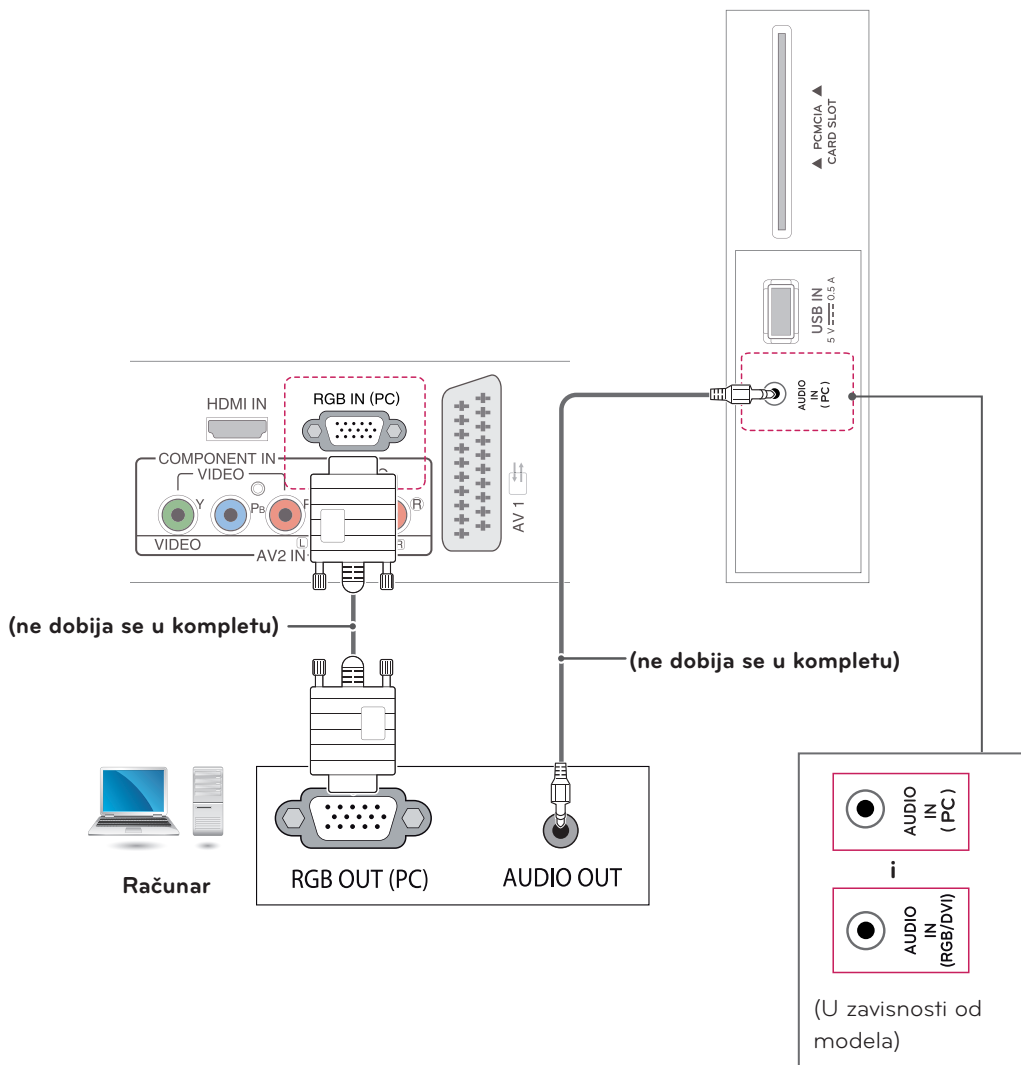 ▲ PCMCIA ▲
CARD SLOT
USB IN
5 V 0.5 A
AUDIO
IN
( PC )
HDMI IN
RGB IN (PC)
COMPONENT IN
VIDEO
Y
PB
R
VIDEO
L
R
AV2 IN
AV 1
(ne dobija se u kompletu)
(ne dobija se u kompletu)
Računar
RGB OUT (PC)
AUDIO OUT
AUDIO
IN
( PC )
i
AUDIO
IN
(RGB/DVI)
(U zavisnosti od
modela)